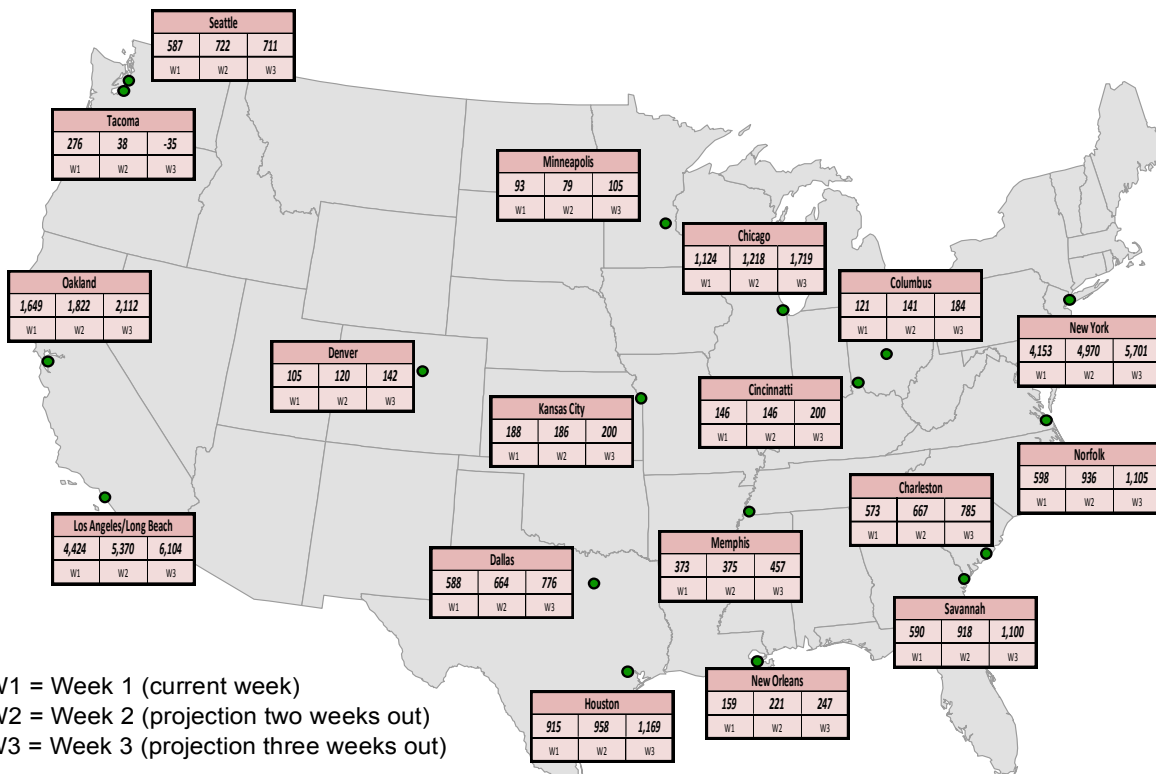 Seattle
587 722 711
W1 W2 W3
Tacoma
276 38 -35
W1 W2 W3
Minneapolis
93 79 105
W1 W2 W3
Chicago
1,124 1,218 1,719
W1 W2 W3
Oakland
1,649 1,822 2,112
W1 W2 W3
Columbus
121 141 184
W1 W2 W3
New York
4,153 4,970 5,701
W1 W2 W3
Denver
105 120 142
W1 W2 W3
Cincinnatti
146 146 200
W1 W2 W3
Kansas City
188 186 200
W1 W2 W3
Norfolk
598 936 1,105
W1 W2 W3
Charleston
573 667 785
W1 W2 W3
Los Angeles/Long Beach
4,424 5,370 6,104
W1 W2 W3
Memphis
373 375 457
W1 W2 W3
Dallas
588 664 776
W1 W2 W3
Savannah
590 918 1,100
W1 W2 W3
New Orleans
159 221 247
W1 W2 W3
Houston
915 958 1,169
W1 W2 W3
W1 = Week 1 (current week)
W2 = Week 2 (projection two weeks out)
W3 = Week 3 (projection three weeks out)